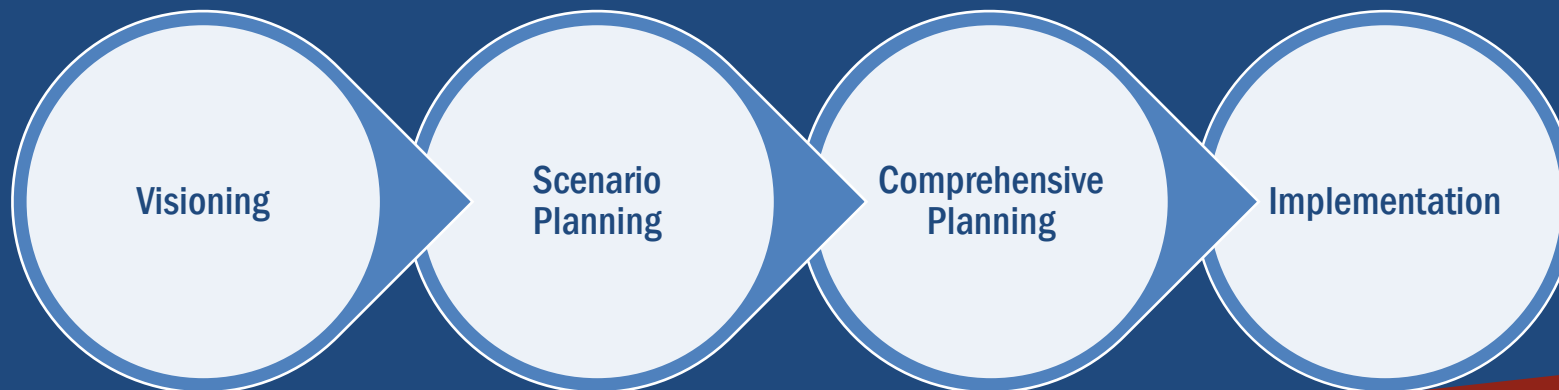 Visioning
Scenario
Planning
Comprehensive
Planning
Implementation